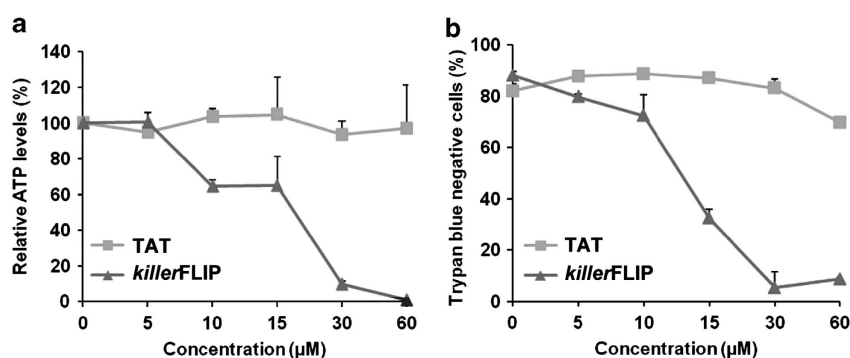 a
140
120
100
80
60
40
20
0
Relative ATP levels (%)
TAT
killerFLIP
0 5 10 15 30 60
Concentration (µM)
b
100
80
60
40
20
0
Trypan blue negative cells (%)
TAT
killerFLIP
0 5 10 15 30 60
Concentration (µM)